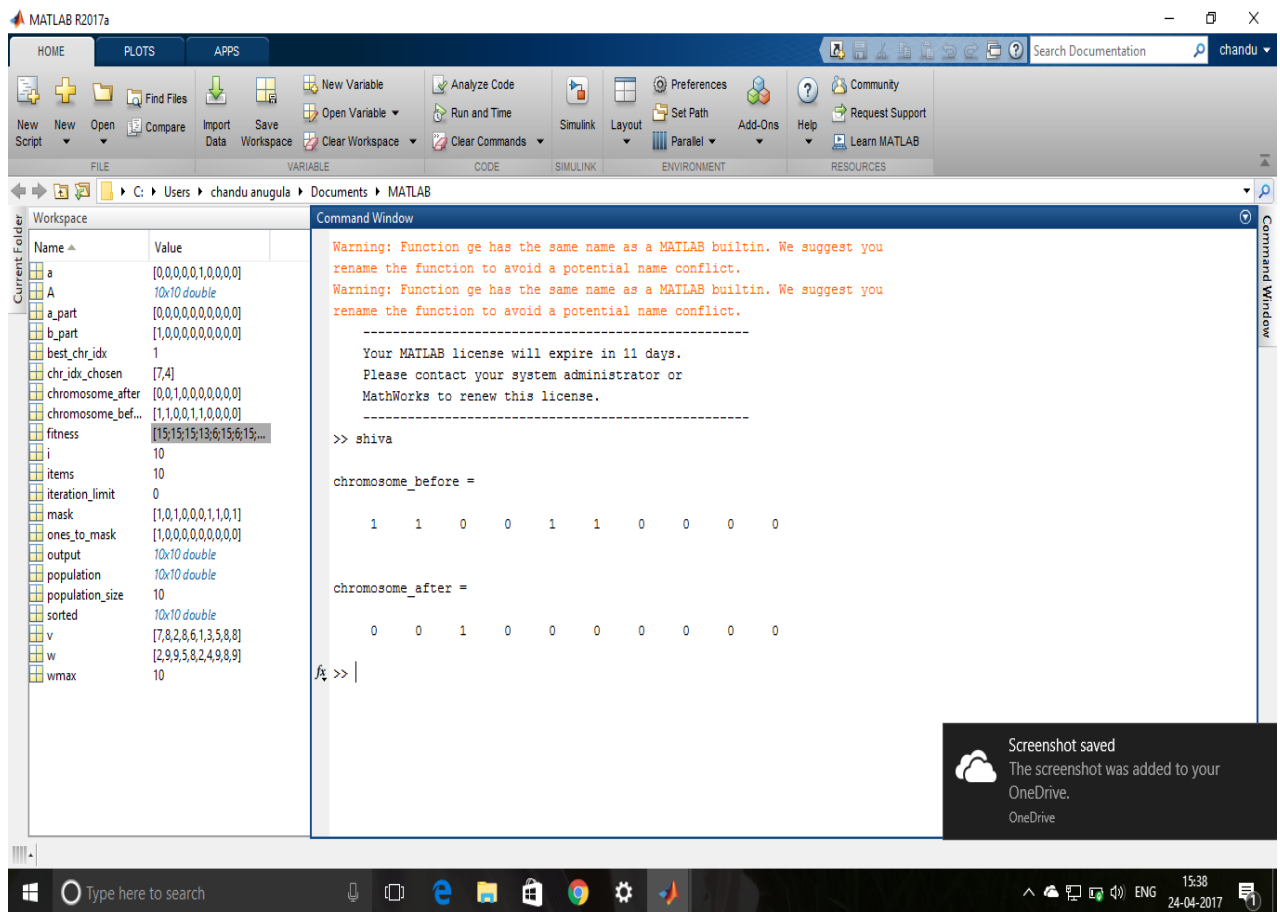 MATLAB R2017a
HOME PLOTS APPS
Search Documentation
chandu
New Script
New
Open
Find Files
Compare
Import Data
Save Workspace
New Variable
Open Variable
Clear Workspace
Analyze Code
Run and Time
Clear Commands
Simulink
Layout
Preferences
Set Path
Parallel
Add-Ons
Help
Community
Request Support
Learn MATLAB
FILE VARIABLE CODE SIMULINK ENVIRONMENT RESOURCES
C: Users chandu anugula Documents MATLAB
Current Folder
Workspace
Name Value
a [0,0,0,0,0,1,0,0,0,0]
A 10x10 double
a_part [0,0,0,0,0,0,0,0,0,0]
b_part [1,0,0,0,0,0,0,0,0,0]
best_chr_idx 1
chr_idx_chosen [7,4]
chromosome_after [0,0,1,0,0,0,0,0,0,0]
chromosome_bef... [1,1,0,0,1,1,0,0,0,0]
fitness [15;15;15;13;6;15;6;15;...
i 10
items 10
iteration_limit 0
mask [1,0,1,0,0,0,1,1,0,1]
ones_to_mask [1,0,0,0,0,0,0,0,0,0]
output 10x10 double
population 10x10 double
population_size 10
sorted 10x10 double
v [7,8,2,8,6,1,3,5,8,8]
w [2,9,9,5,8,2,4,9,8,9]
wmax 10
Command Window
Warning: Function ge has the same name as a MATLAB builtin. We suggest you
rename the function to avoid a potential name conflict.
Warning: Function ge has the same name as a MATLAB builtin. We suggest you
rename the function to avoid a potential name conflict.
----------------------------------------------------
Your MATLAB license will expire in 11 days.
Please contact your system administrator or
MathWorks to renew this license.
----------------------------------------------------
>> shiva
chromosome_before =
1 1 0 0 1 1 0 0 0 0
chromosome_after =
0 0 1 0 0 0 0 0 0 0
fx >>
Command Window
Screenshot saved
The screenshot was added to your
OneDrive.
OneDrive
Type here to search
ENG
15:38
24-04-2017
1